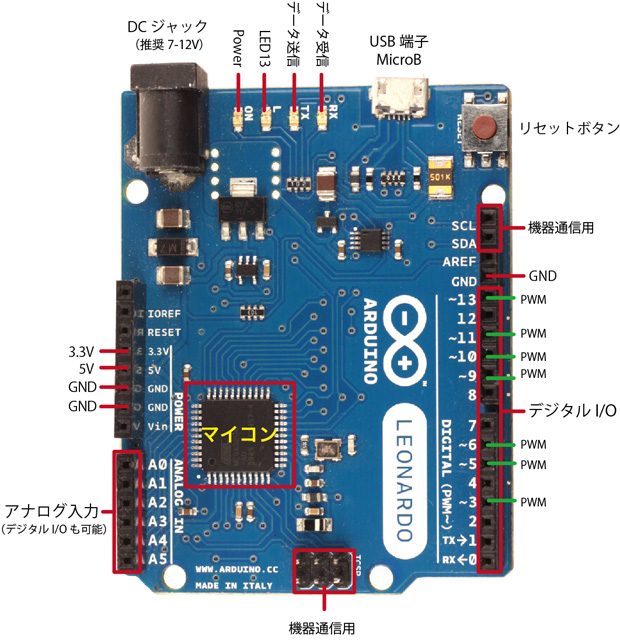 DC ジャック
（推奨 7-12V）
Power
LED13
データ送信
データ受信
USB 端子
MicroB
リセットボタン
ON
L
TX
RX
RESET
501K
SCL
SDA
AREF
GND
機器通信用
GND
~13
PWM
12
~11
PWM
~10
PWM
~9
PWM
8
デジタル I/O
7
~6
PWM
~5
PWM
4
~3
PWM
2
TX→1
RX←0
DIGITAL (PWM~)
ARDUINO
TM
LEONARDO
M7
IOREF
RESET
3.3V
3.3V
5V
5V
GND
GND
GND
GND
Vin
POWER
マイコン
アナログ入力
（デジタル I/O も可能）
A0
A1
A2
A3
A4
A5
ANALOG IN
WWW.ARDUINO.CC
MADE IN ITALY
ICSP
機器通信用